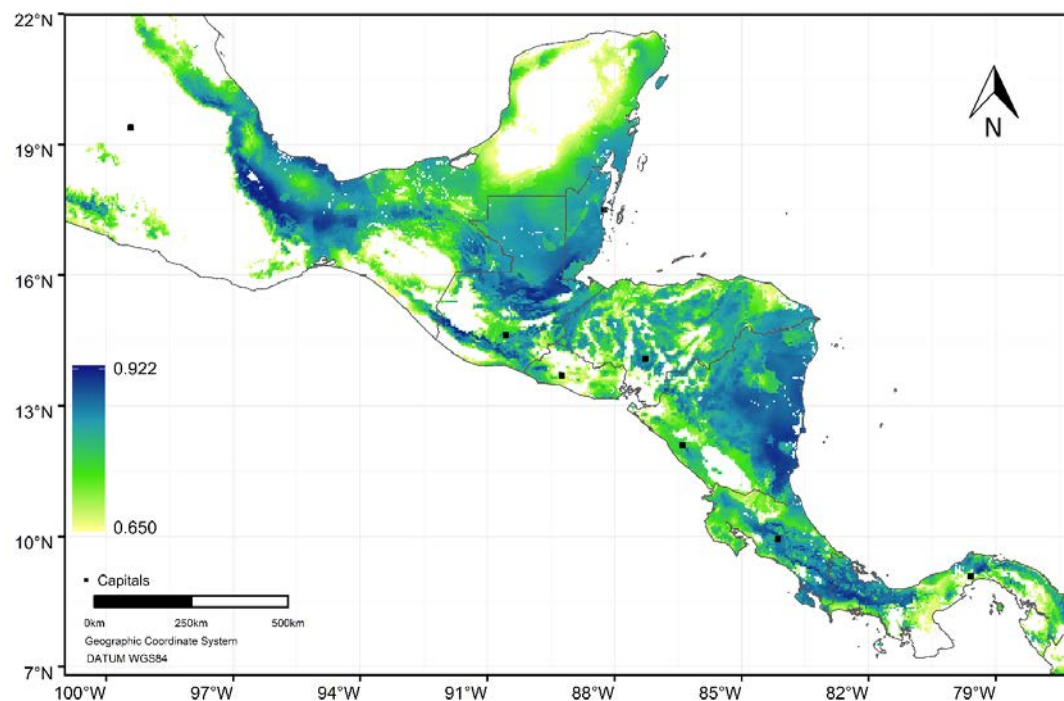 22°N
19°N
16°N
13°N
10°N
7°N
N
0.922
0.650
Capitals
0km 250km 500km
Geographic Coordinate System
DATUM WGS84
100°W 97°W 94°W 91°W 88°W 85°W 82°W 79°W